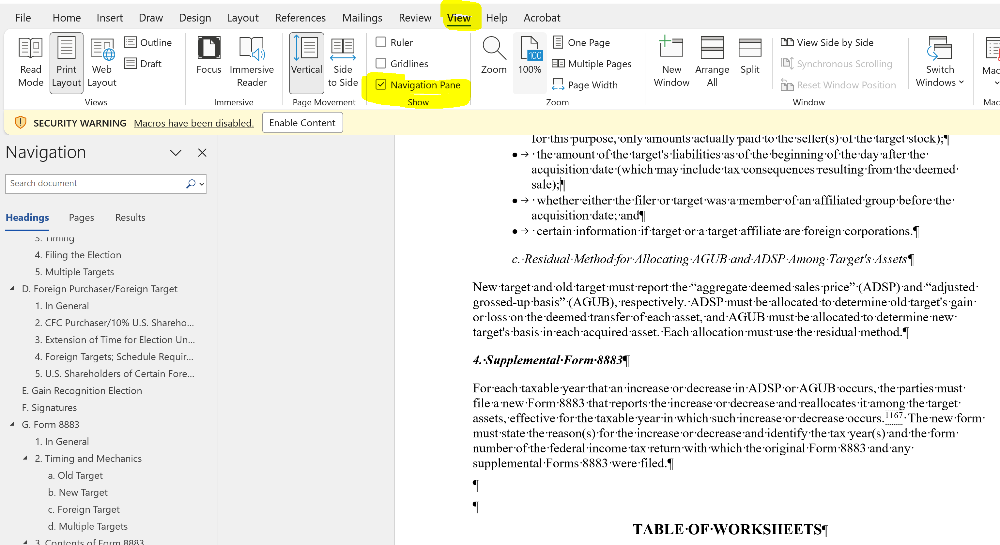 File Home Insert Draw Design Layout References Mailings Review View Help Acrobat
Read Mode
Print Layout
Web Layout
Outline
Draft
Views
Focus
Immersive Reader
Immersive
Vertical
Side to Side
Page Movement
Ruler
Gridlines
Navigation Pane
Show
Zoom
100
100%
One Page
Multiple Pages
Page Width
Zoom
New Window
Arrange All
Split
View Side by Side
Synchronous Scrolling
Reset Window Position
Window
Switch Windows
Mac
Mac
SECURITY WARNING Macros have been disabled. Enable Content
Navigation
Search document
Headings Pages Results
3. Timing
4. Filing the Election
5. Multiple Targets
D. Foreign Purchaser/Foreign Target
1. In General
2. CFC Purchaser/10% U.S. Shareho...
3. Extension of Time for Election Un...
4. Foreign Targets; Schedule Requir...
5. U.S. Shareholders of Certain Fore...
E. Gain Recognition Election
F. Signatures
G. Form 8883
1. In General
2. Timing and Mechanics
a. Old Target
b. New Target
c. Foreign Target
d. Multiple Targets
3. Contents of Form 8883
for·this·purpose,·only·amounts·actually·paid·to·the·seller(s)·of·the·target·stock);¶
●→·the·amount·of·the·target's·liabilities·as·of·the·beginning·of·the·day·after·the·
acquisition·date·(which·may·include·tax·consequences·resulting·from·the·deemed·
sale);¶
●→·whether·either·the·filer·or·target·was·a·member·of·an·affiliated·group·before·the·
acquisition·date;·and¶
●→·certain·information·if·target·or·a·target·affiliate·are·foreign·corporations.¶
c.·Residual·Method·for·Allocating·AGUB·and·ADSP·Among·Target's·Assets¶
New·target·and·old·target·must·report·the·“aggregate·deemed·sales·price”·(ADSP)·and·“adjusted·
grossed-up·basis”·(AGUB),·respectively.·ADSP·must·be·allocated·to·determine·old·target's·gain·
or·loss·on·the·deemed·transfer·of·each·asset,·and·AGUB·must·be·allocated·to·determine·new·
target's·basis·in·each·acquired·asset.·Each·allocation·must·use·the·residual·method.¶
4.·Supplemental·Form·8883¶
For·each·taxable·year·that·an·increase·or·decrease·in·ADSP·or·AGUB·occurs,·the·parties·must·
file·a·new·Form·8883·that·reports·the·increase·or·decrease·and·reallocates·it·among·the·target·
assets,·effective·for·the·taxable·year·in·which·such·increase·or·decrease·occurs.1167·The·new·form·
must·state·the·reason(s)·for·the·increase·or·decrease·and·identify·the·tax·year(s)·and·the·form·
number·of·the·federal·income·tax·return·with·which·the·original·Form·8883·and·any·
supplemental·Forms·8883·were·filed.¶
¶
¶
TABLE·OF·WORKSHEETS¶